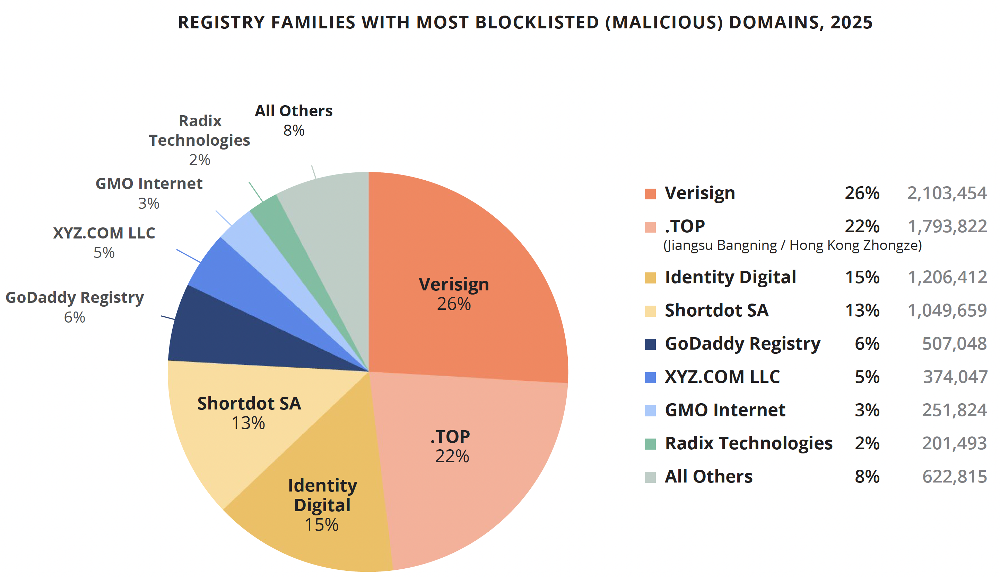 REGISTRY FAMILIES WITH MOST BLOCKLISTED (MALICIOUS) DOMAINS, 2025
All Others
8%
Radix
Technologies
2%
GMO Internet
3%
XYZ.COM LLC
5%
GoDaddy Registry
6%
Verisign
26%
Shortdot SA
13%
.TOP
22%
Identity
Digital
15%
Verisign 26% 2,103,454
.TOP 22% 1,793,822
(Jiangsu Bangning / Hong Kong Zhongze)
Identity Digital 15% 1,206,412
Shortdot SA 13% 1,049,659
GoDaddy Registry 6% 507,048
XYZ.COM LLC 5% 374,047
GMO Internet 3% 251,824
Radix Technologies 2% 201,493
All Others 8% 622,815